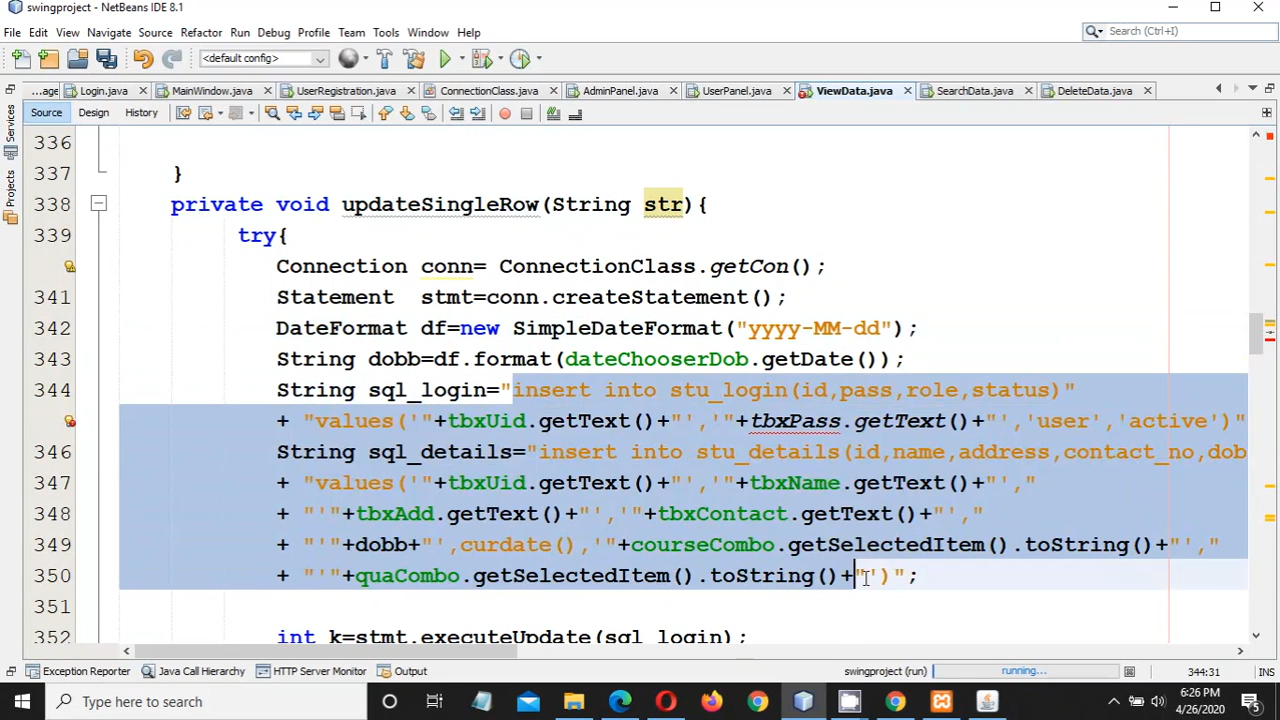 swingproject - NetBeans IDE 8.1
File Edit View Navigate Source Refactor Run Debug Profile Team Tools Window Help
Search (Ctrl+I)
<default config>
...age Login.java MainWindow.java UserRegistration.java ConnectionClass.java AdminPanel.java UserPanel.java ViewData.java SearchData.java DeleteData.java
Source Design History
Services
Projects
336
337 }
338 private void updateSingleRow(String str){
339 try{
Connection conn= ConnectionClass.getCon();
341 Statement stmt=conn.createStatement();
342 DateFormat df=new SimpleDateFormat("yyyy-MM-dd");
343 String dobb=df.format(dateChooserDob.getDate());
344 String sql_login="insert into stu_login(id,pass,role,status)"
+ "values('"+tbxUid.getText()+"','"+tbxPass.getText()+"','user','active')"
346 String sql_details="insert into stu_details(id,name,address,contact_no,dob
347 + "values('"+tbxUid.getText()+"','"+tbxName.getText()+"',"
348 + "'"+tbxAdd.getText()+"','"+tbxContact.getText()+"',"
349 + "'"+dobb+"',curdate(),'"+courseCombo.getSelectedItem().toString()+"',"
350 + "'"+quaCombo.getSelectedItem().toString()+"')";
351
352 int k=stmt.executeUpdate(sql_login);
Exception Reporter Java Call Hierarchy HTTP Server Monitor Output swingproject (run) running... 344:31 INS
Type here to search 6:26 PM
4/26/2020